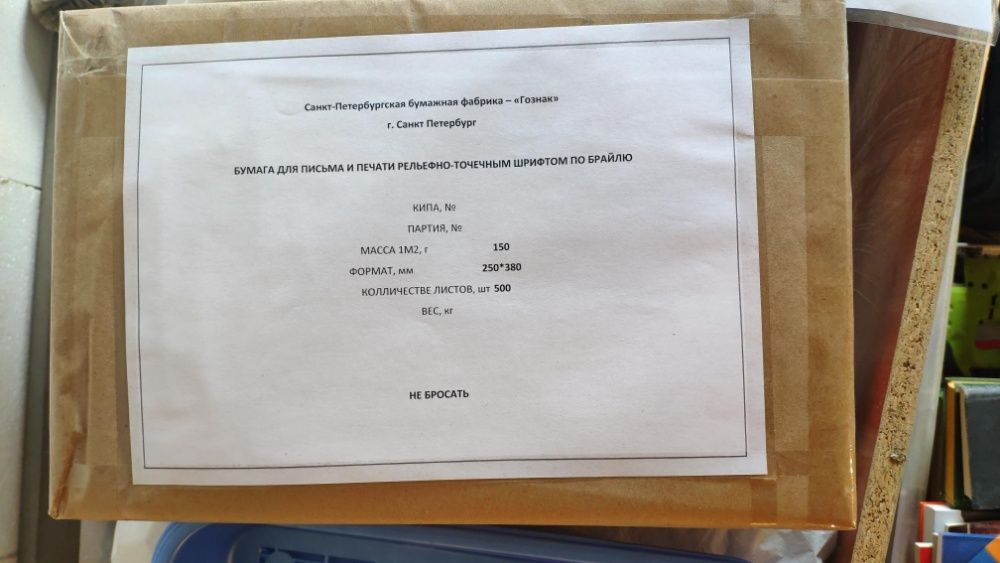 Санкт-Петербургская бумажная фабрика – «Гознак»
г. Санкт Петербург
БУМАГА ДЛЯ ПИСЬМА И ПЕЧАТИ РЕЛЬЕФНО-ТОЧЕЧНЫМ ШРИФТОМ ПО БРАЙЛЮ
КИПА, №
ПАРТИЯ, №
МАССА 1М2, г 150
ФОРМАТ, мм 250*380
КОЛЛИЧЕСТВЕ ЛИСТОВ, шт 500
ВЕС, кг
НЕ БРОСАТЬ